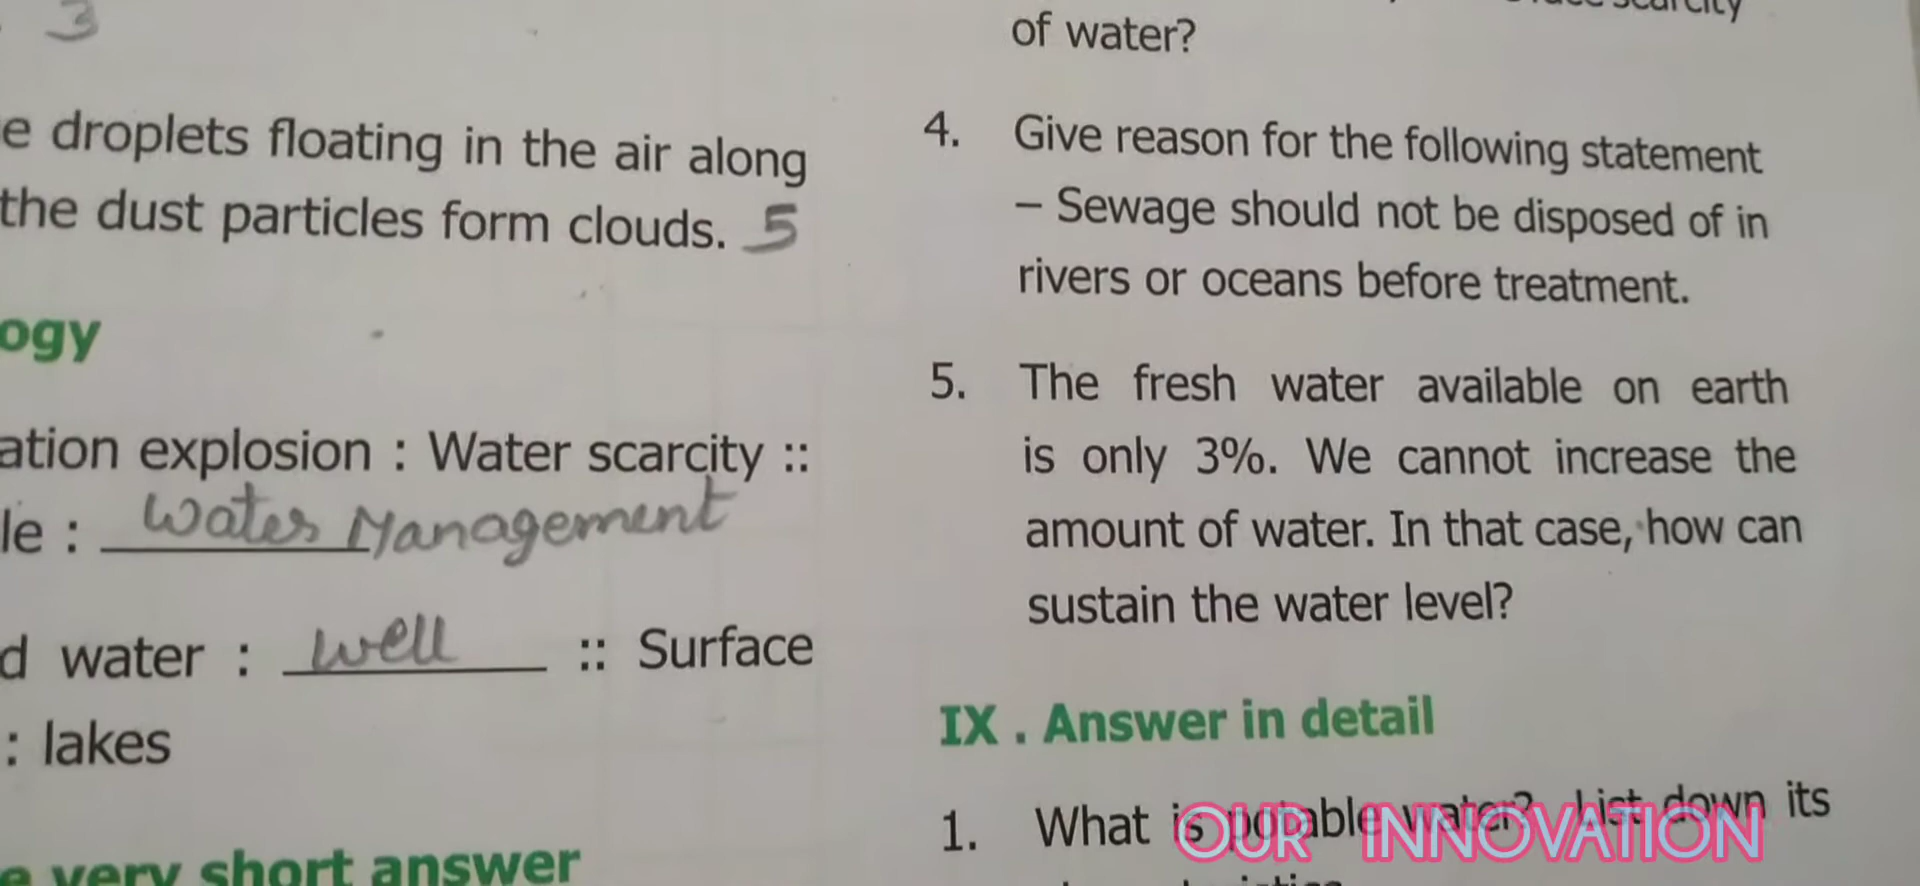 3
e droplets floating in the air along
the dust particles form clouds. 5
ogy
ation explosion : Water scarcity ::
le : Water Management
d water : well :: Surface
: lakes
very short answer
scarcity
of water?
4. Give reason for the following statement
– Sewage should not be disposed of in
rivers or oceans before treatment.
5. The fresh water available on earth
is only 3%. We cannot increase the
amount of water. In that case, how can
sustain the water level?
IX . Answer in detail
1. What is potable water? List down its
OUR INNOVATION